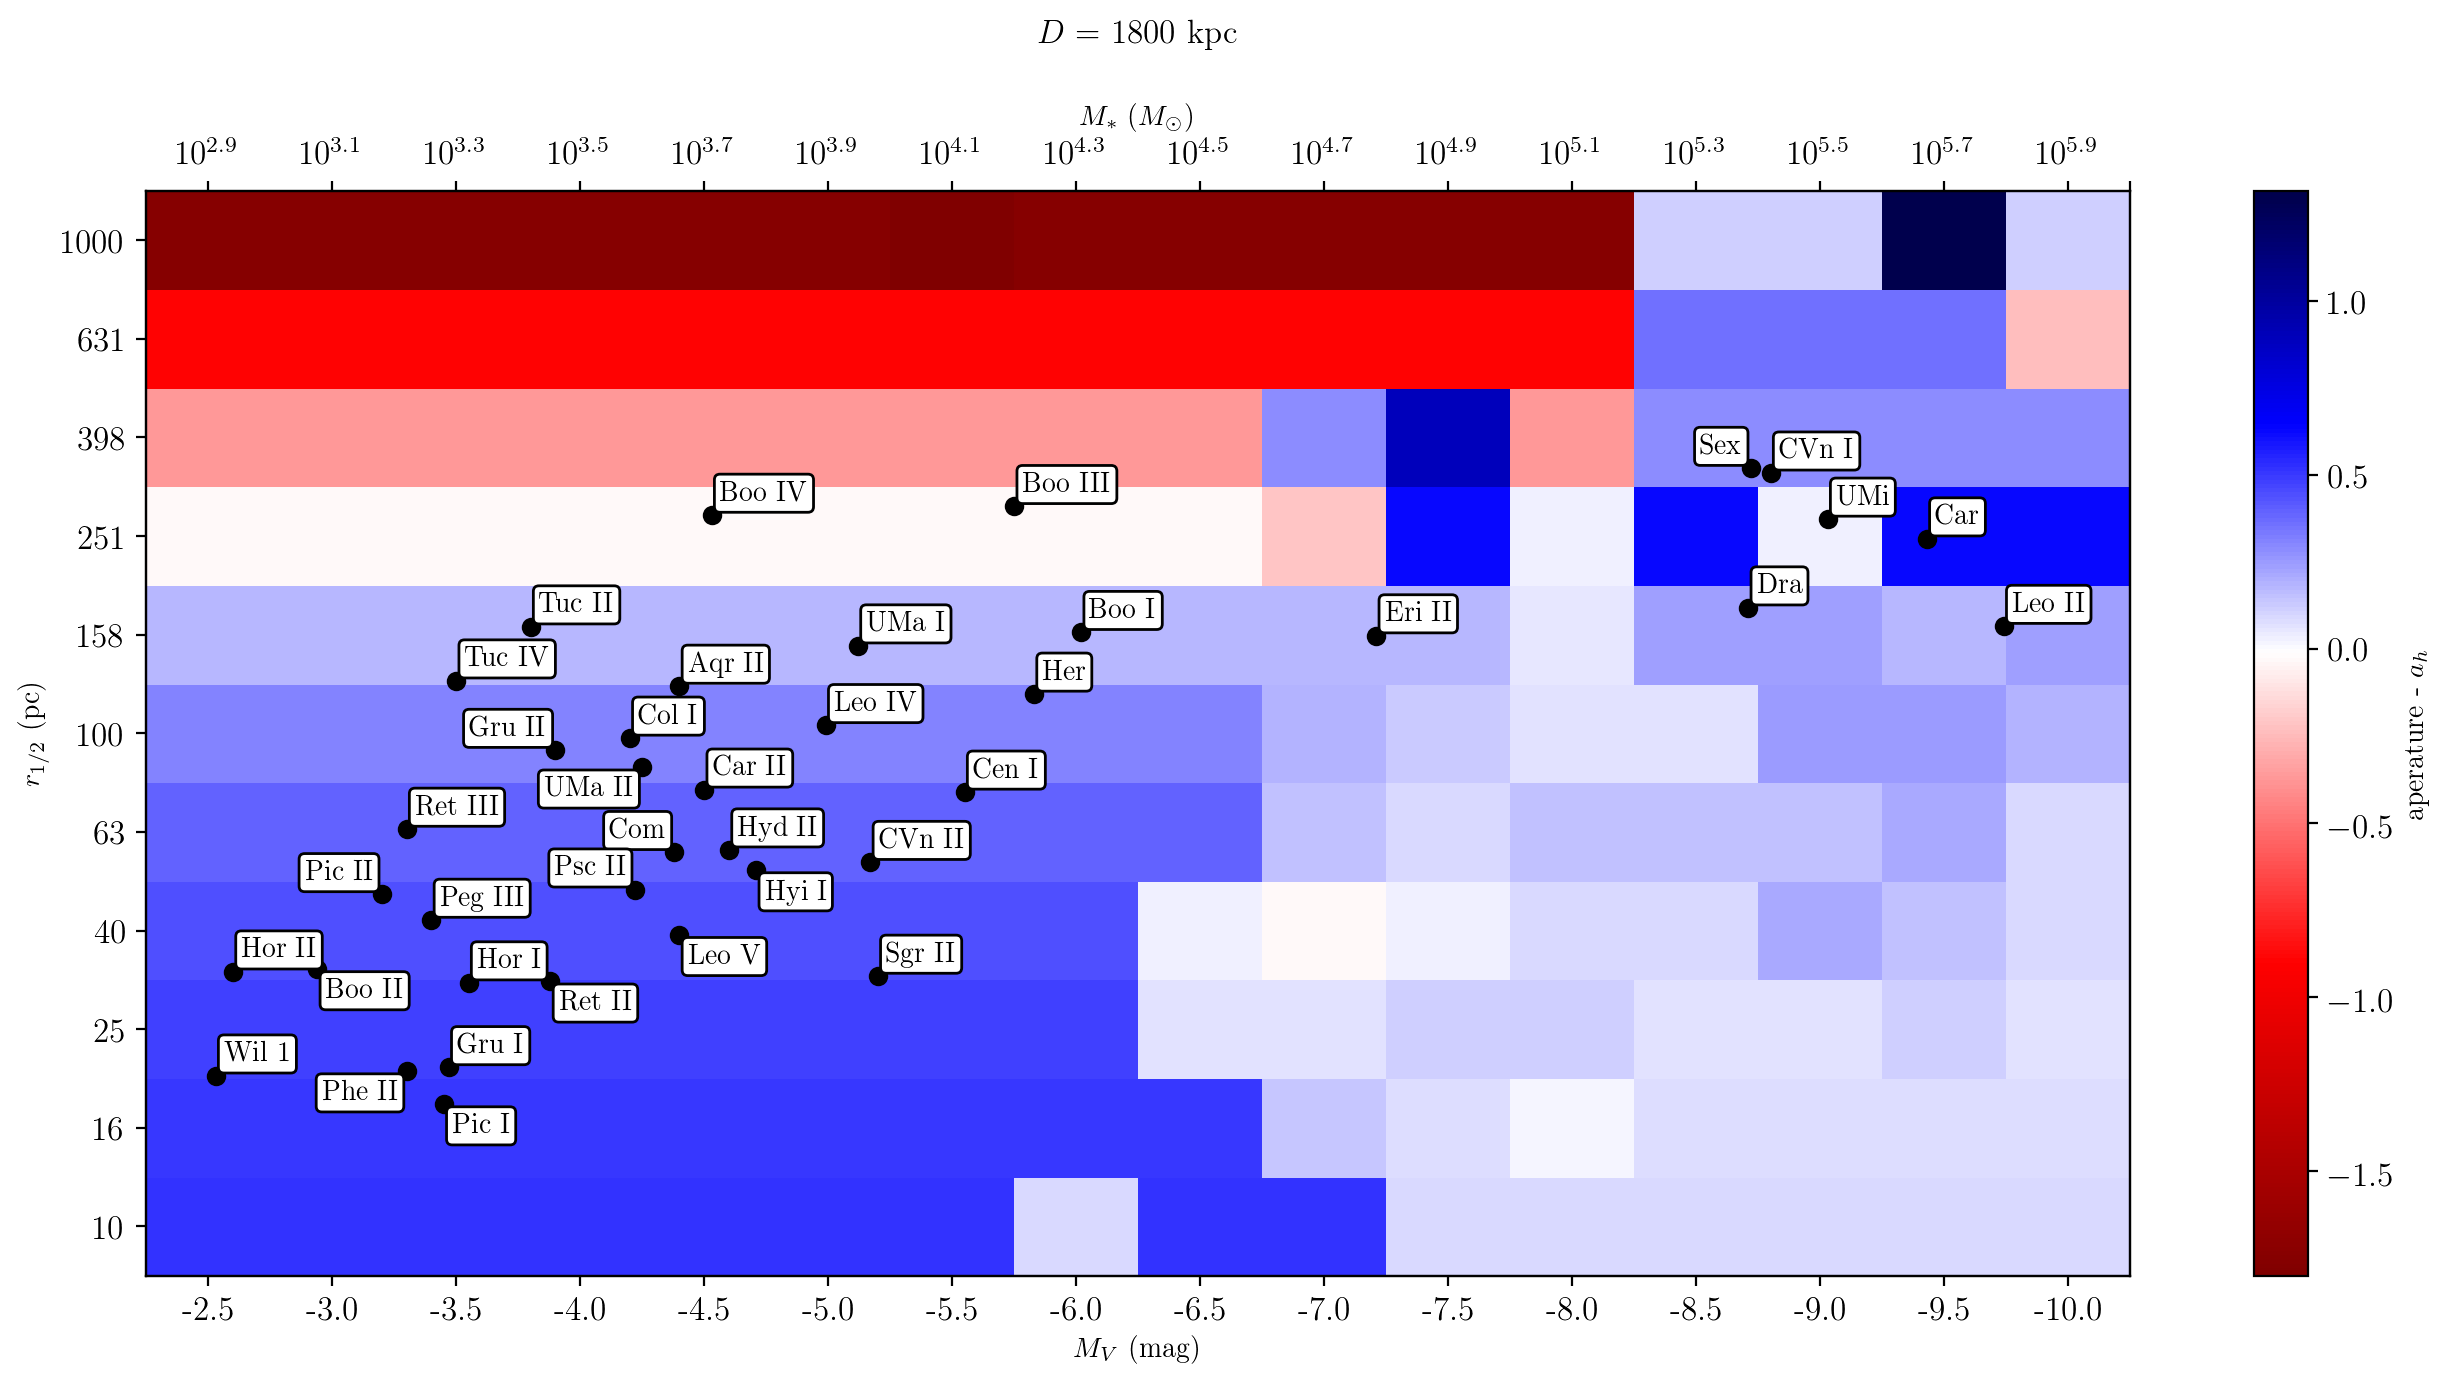 D = 1800 kpc
M* (M⊙)
10^2.9 10^3.1 10^3.3 10^3.5 10^3.7 10^3.9 10^4.1 10^4.3 10^4.5 10^4.7 10^4.9 10^5.1 10^5.3 10^5.5 10^5.7 10^5.9
1000
631
398
251
158
100
63
40
25
16
10
r1/2 (pc)
Sex
CVn I
Boo IV
Boo III
UMi
Car
Dra
Tuc II
UMa I
Boo I
Eri II
Leo II
Tuc IV
Aqr II
Her
Gru II
Col I
Leo IV
UMa II
Car II
Cen I
Ret III
Com
Hyd II
CVn II
Pic II
Psc II
Hyi I
Peg III
Hor II
Boo II
Hor I
Ret II
Leo V
Sgr II
Wil 1
Phe II
Gru I
Pic I
-2.5 -3.0 -3.5 -4.0 -4.5 -5.0 -5.5 -6.0 -6.5 -7.0 -7.5 -8.0 -8.5 -9.0 -9.5 -10.0
MV (mag)
1.0
0.5
0.0
−0.5
−1.0
−1.5
aperature - ah